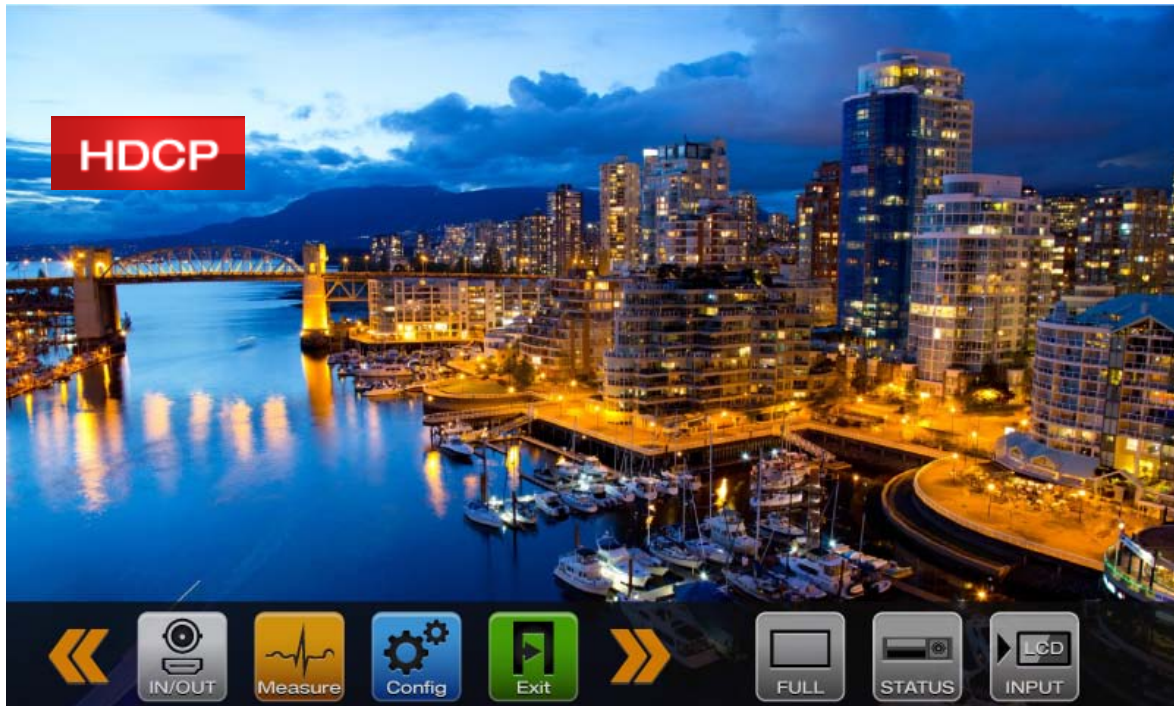 HDCP
IN/OUT
Measure
Config
Exit
FULL
STATUS
LCD
INPUT